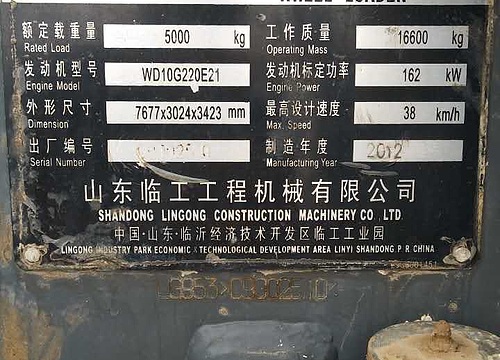 WHEEL LOADER
额定载重量 5000 kg 工作质量 16600 kg
Rated Load Operating Mass
发动机型号 WD10G220E21 发动机标定功率 162 kW
Engine Model Engine Power
外形尺寸 7677x3024x3423 mm 最高设计速度 38 km/h
Dimension Max. Speed
出厂编号 制造年度 2012
Serial Number Manufacturing Year
山东临工工程机械有限公司
SHANDONG LINGONG CONSTRUCTION MACHINERY CO LTD.
中国·山东·临沂经济技术开发区临工工业园
LINGONG INDUSTRY PARK ECONOMIC & TECHNOLOGICAL DEVELOPMENT AREA LINYI SHANDONG P. R. CHINA